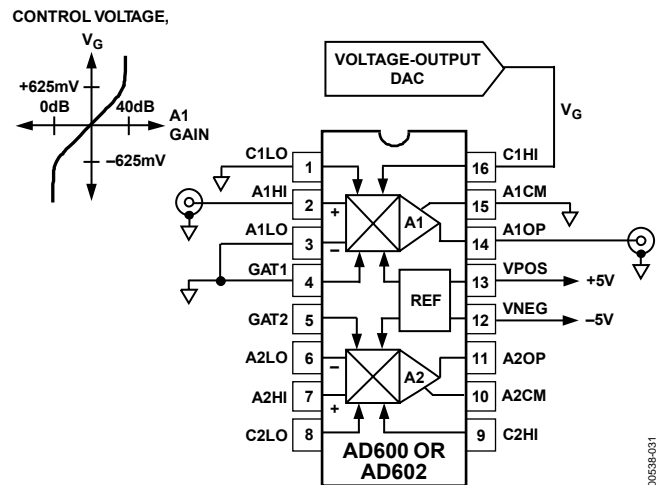 CONTROL VOLTAGE,
VG
+625mV
0dB
40dB
A1
GAIN
−625mV
VOLTAGE-OUTPUT
DAC
VG
C1LO
1
16
C1HI
A1HI
2
+
A1
15
A1CM
A1LO
3
−
14
A1OP
GAT1
4
REF
13
VPOS
+5V
GAT2
5
12
VNEG
−5V
A2LO
6
−
A2
11
A2OP
A2HI
7
+
10
A2CM
C2LO
8
9
C2HI
AD600 OR
AD602
00538-031